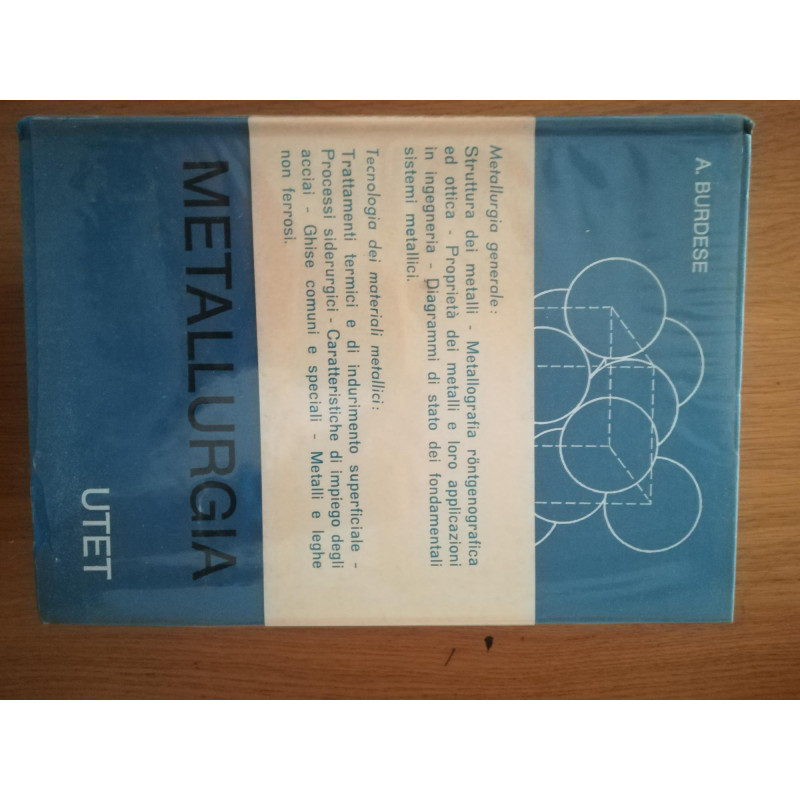 A. BURDESE
Metallurgia generale:
Struttura dei metalli - Metallografia röntgenografica
ed ottica - Proprietà dei metalli e loro applicazioni
in ingegneria - Diagrammi di stato dei fondamentali
sistemi metallici.
Tecnologia dei materiali metallici:
Trattamenti termici e di indurimento superficiale -
Processi siderurgici - Caratteristiche di impiego degli
acciai - Ghise comuni e speciali - Metalli e leghe
non ferrosi.
METALLURGIA
UTET